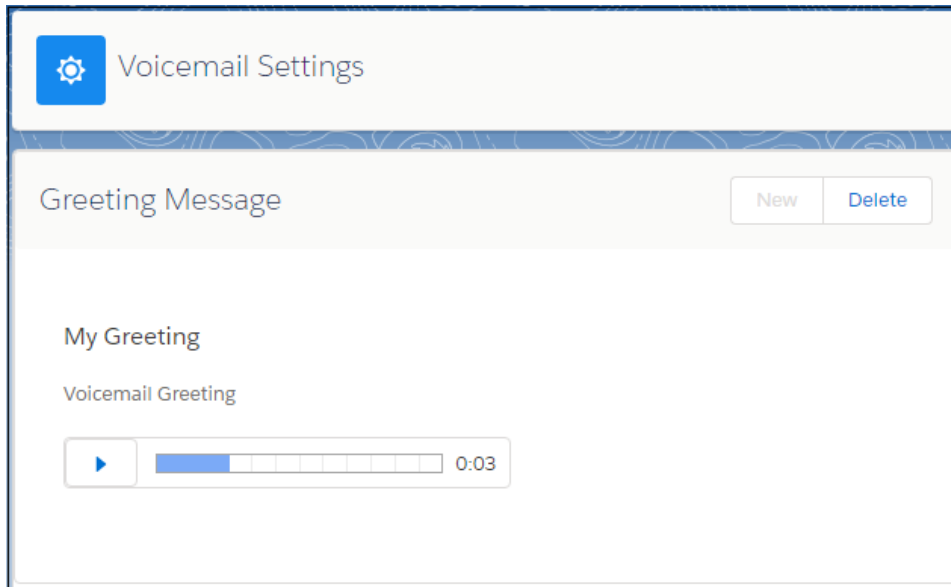 Voicemail Settings
Greeting Message
New Delete
My Greeting
Voicemail Greeting
0:03